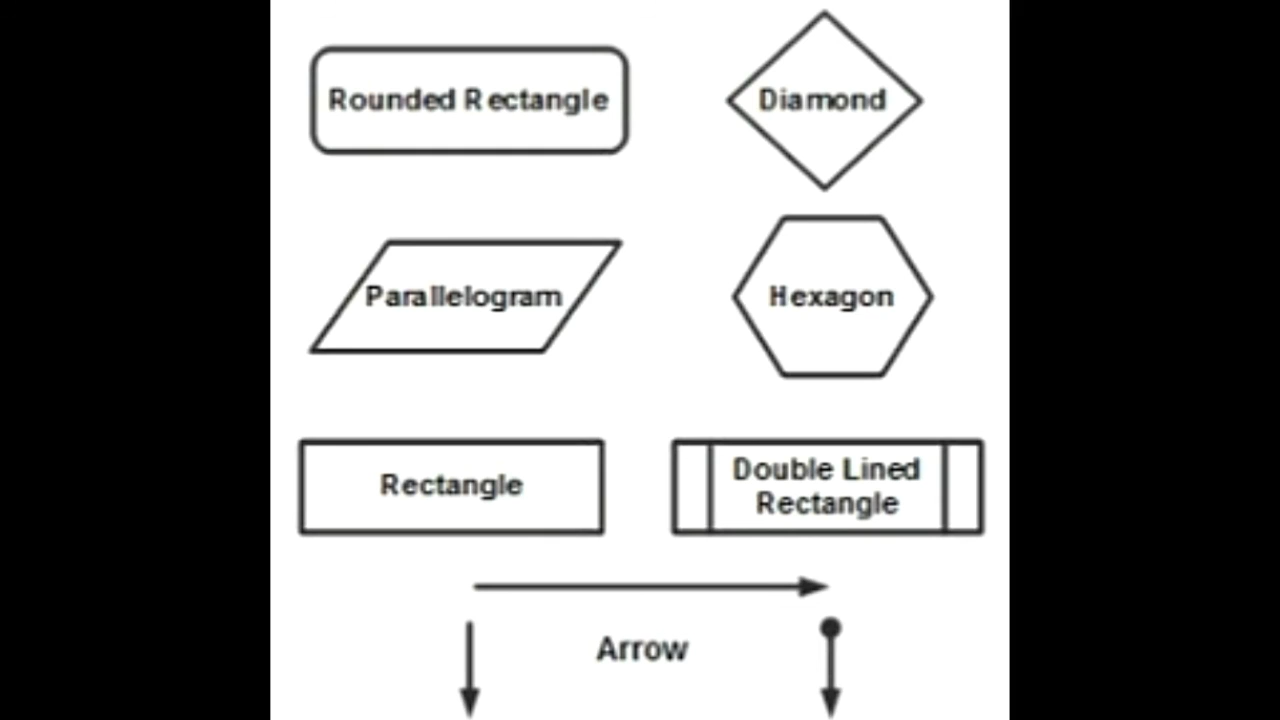 Rounded Rectangle
Diamond
Parallelogram
Hexagon
Rectangle
Double Lined
Rectangle
Arrow